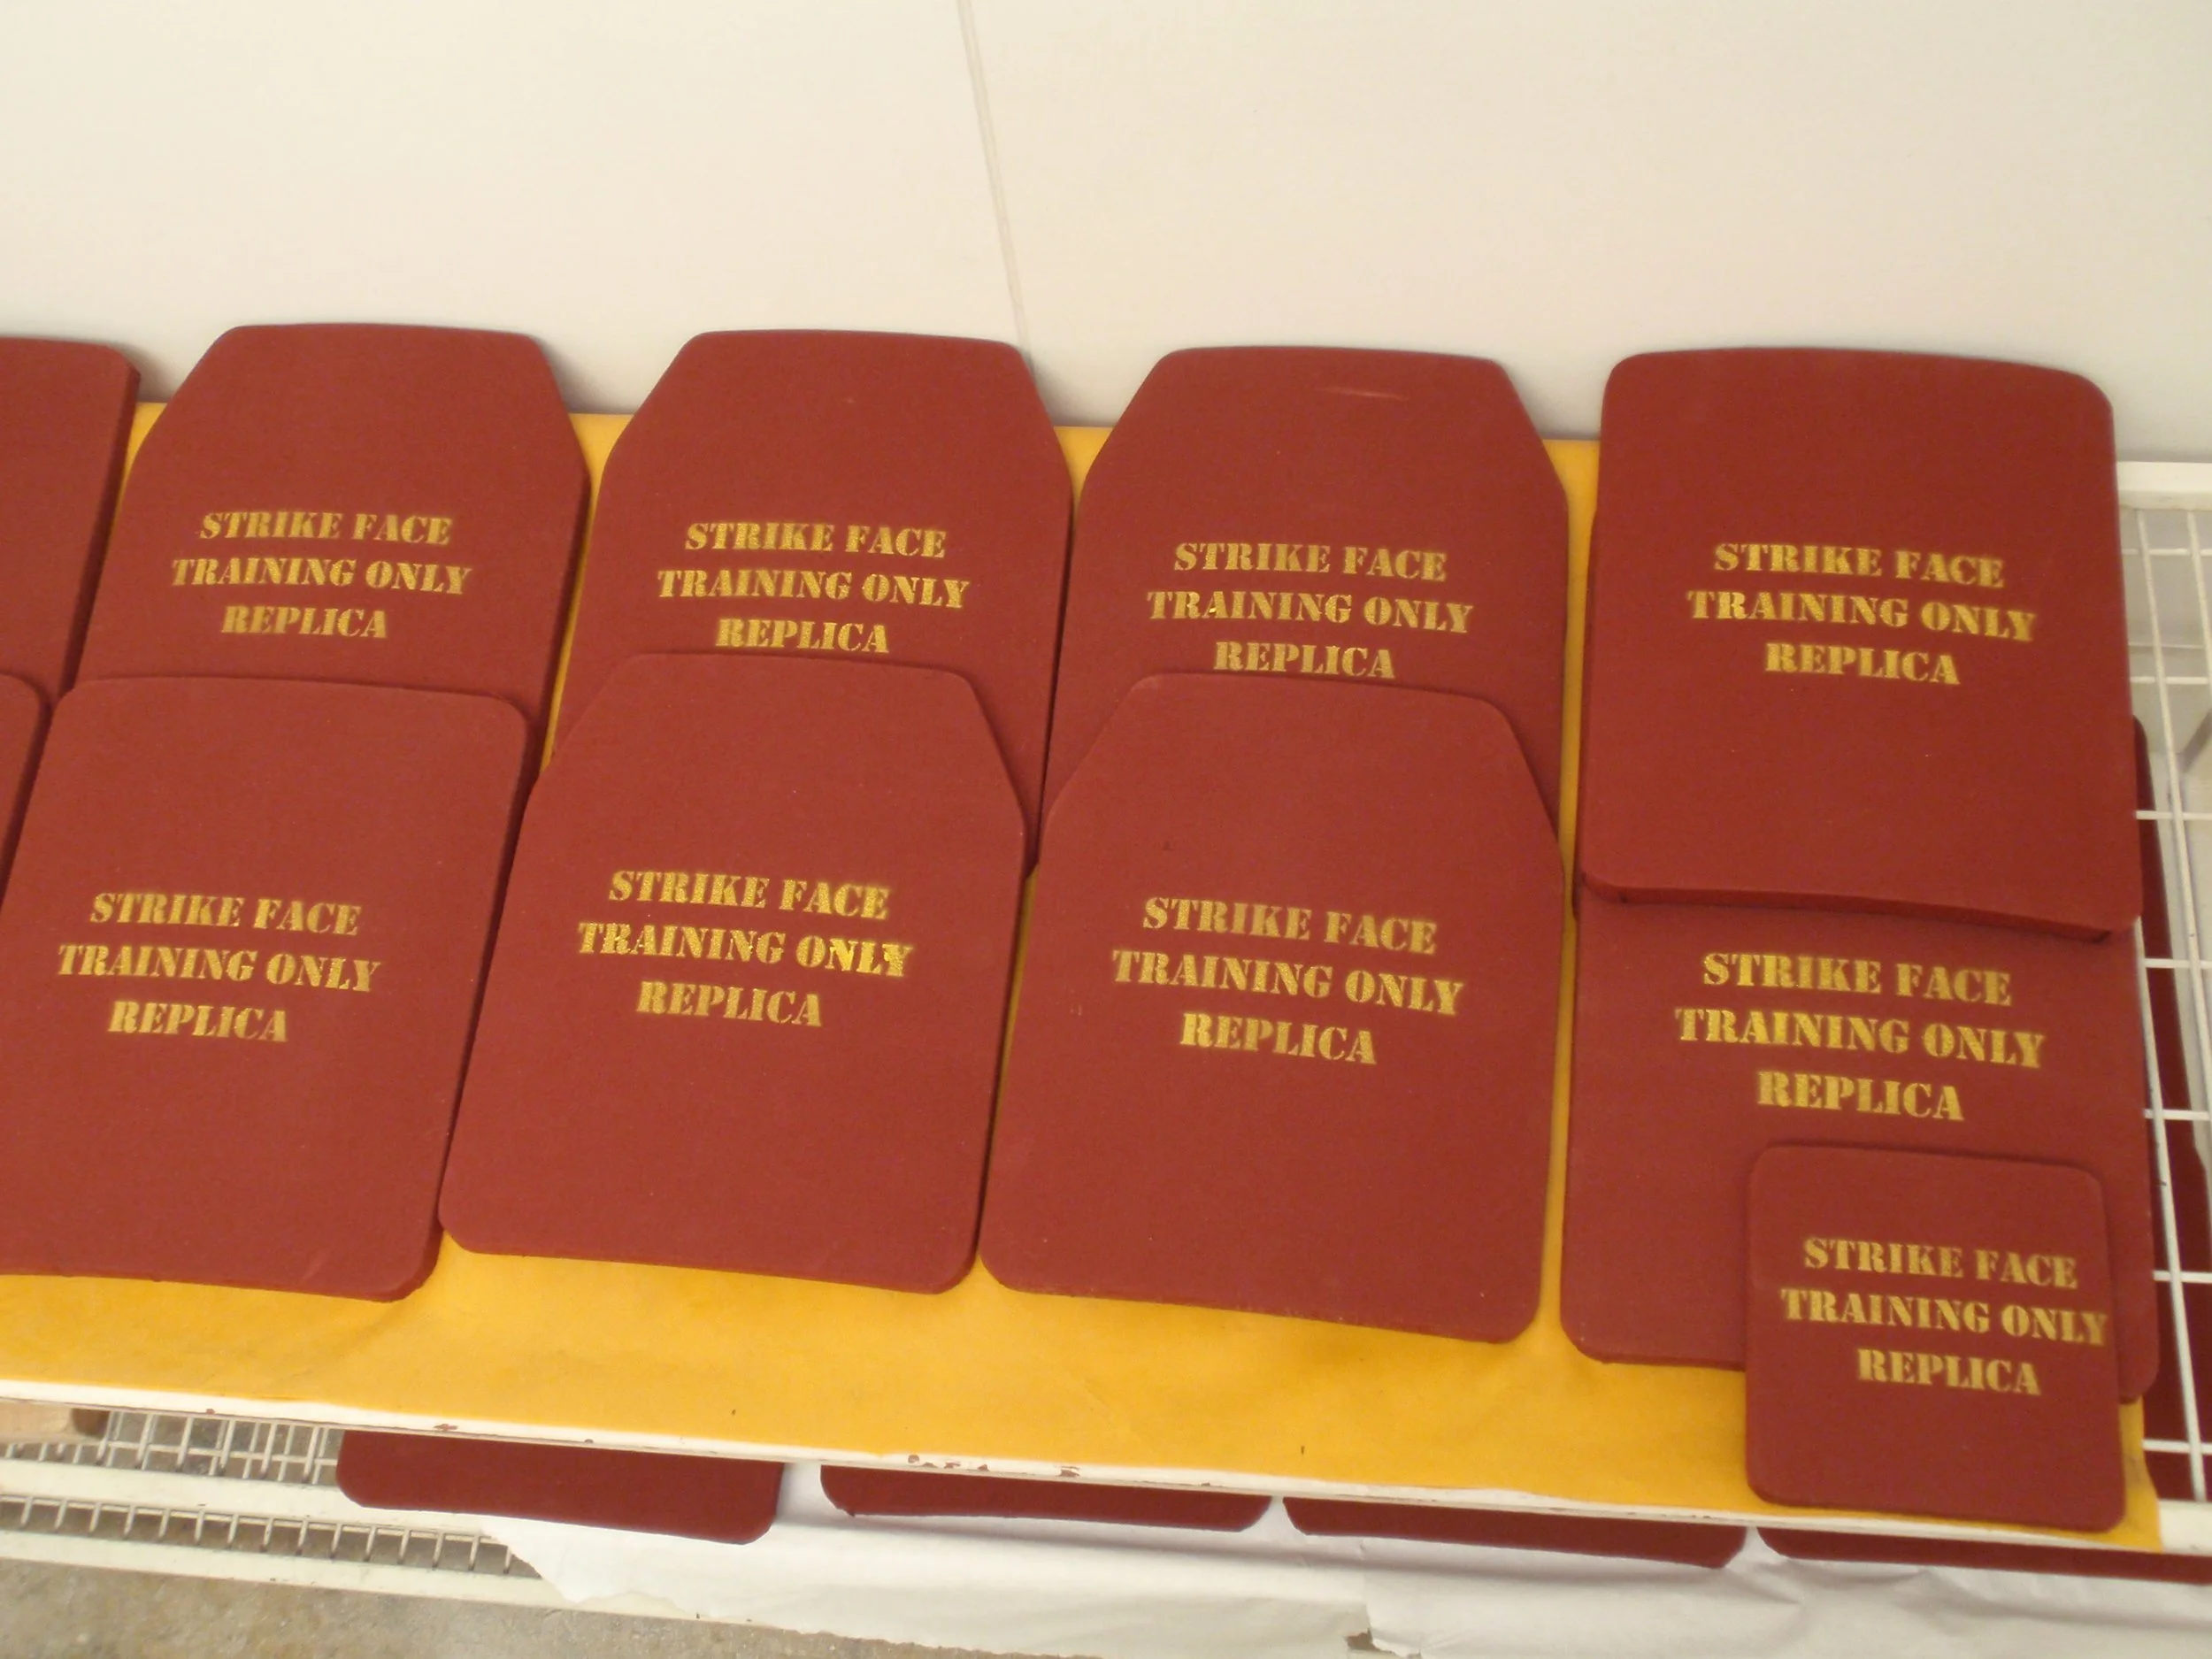 STRIKE FACE
TRAINING ONLY
REPLICA
STRIKE FACE
TRAINING ONLY
REPLICA
STRIKE FACE
TRAINING ONLY
REPLICA
STRIKE FACE
TRAINING ONLY
REPLICA
STRIKE FACE
TRAINING ONLY
REPLICA
STRIKE FACE
TRAINING ONLY
REPLICA
STRIKE FACE
TRAINING ONLY
REPLICA
STRIKE FACE
TRAINING ONLY
REPLICA
STRIKE FACE
TRAINING ONLY
REPLICA